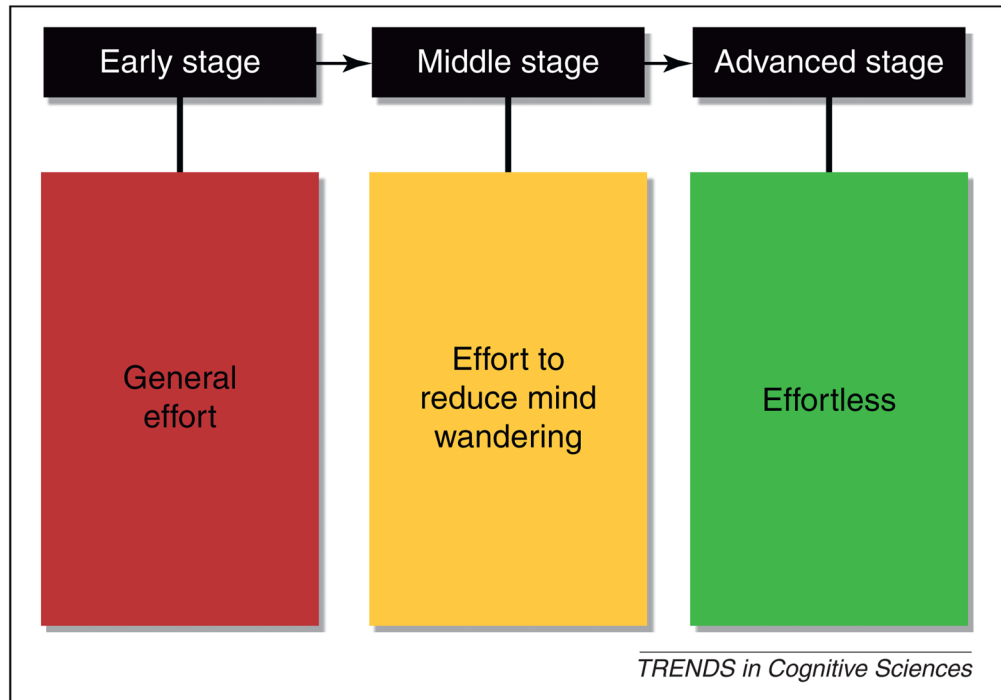 Early stage
Middle stage
Advanced stage
General
effort
Effort to
reduce mind
wandering
Effortless
TRENDS in Cognitive Sciences